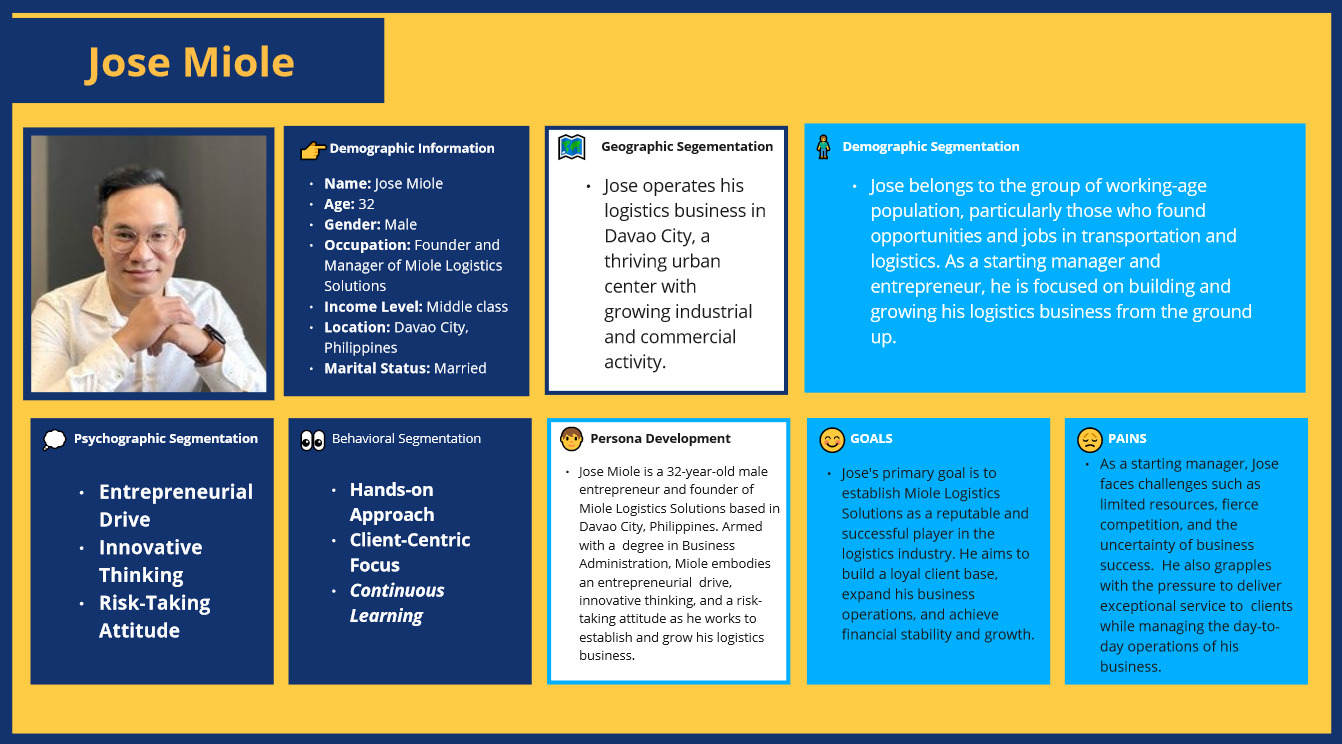 Jose Miole
Demographic Information
• Name: Jose Miole
• Age: 32
• Gender: Male
• Occupation: Founder and
Manager of Miole Logistics
Solutions
• Income Level: Middle class
• Location: Davao City,
Philippines
• Marital Status: Married
Geographic Segementation
• Jose operates his
logistics business in
Davao City, a
thriving urban
center with
growing industrial
and commercial
activity.
Demographic Segmentation
• Jose belongs to the group of working-age
population, particularly those who found
opportunities and jobs in transportation and
logistics. As a starting manager and
entrepreneur, he is focused on building and
growing his logistics business from the ground
up.
Psychographic Segmentation
• Entrepreneurial
Drive
• Innovative
Thinking
• Risk-Taking
Attitude
Behavioral Segmentation
• Hands-on
Approach
• Client-Centric
Focus
• Continuous
Learning
Persona Development
• Jose Miole is a 32-year-old male
entrepreneur and founder of
Miole Logistics Solutions based in
Davao City, Philippines. Armed
with a degree in Business
Administration, Miole embodies
an entrepreneurial drive,
innovative thinking, and a risk-
taking attitude as he works to
establish and grow his logistics
business.
GOALS
• Jose's primary goal is to
establish Miole Logistics
Solutions as a reputable and
successful player in the
logistics industry. He aims to
build a loyal client base,
expand his business
operations, and achieve
financial stability and growth.
PAINS
• As a starting manager, Jose
faces challenges such as
limited resources, fierce
competition, and the
uncertainty of business
success. He also grapples
with the pressure to deliver
exceptional service to clients
while managing the day-to-
day operations of his
business.